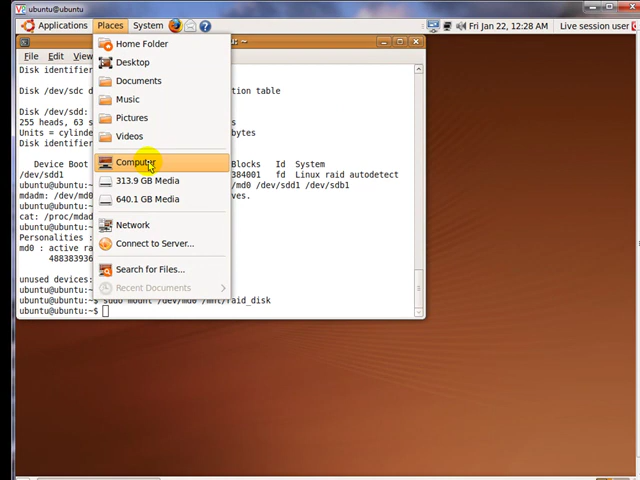 ubuntu@ubuntu
Applications Places System Fri Jan 22, 12:28 AM Live session user
: ~
File Edit View
Home Folder
Desktop
Documents
Music
Pictures
Videos
Computer
313.9 GB Media
640.1 GB Media
Network
Connect to Server...
Search for Files...
Recent Documents
Disk identifier
Disk /dev/sdc d tion table
Disk /dev/sdd:
255 heads, 63 s
Units = cylinde ytes
Disk identifier
Device Boot Blocks Id System
/dev/sdd1 384001 fd Linux raid autodetect
ubuntu@ubuntu:~ md0 /dev/sdd1 /dev/sdb1
mdadm: /dev/md0 ves.
ubuntu@ubuntu:~
cat: /proc/mdad
ubuntu@ubuntu:~
Personalities :
md0 : active ra
488383936
unused devices:
ubuntu@ubuntu:~$ sudo mount /dev/md0 /mnt/raid_disk
ubuntu@ubuntu:~$